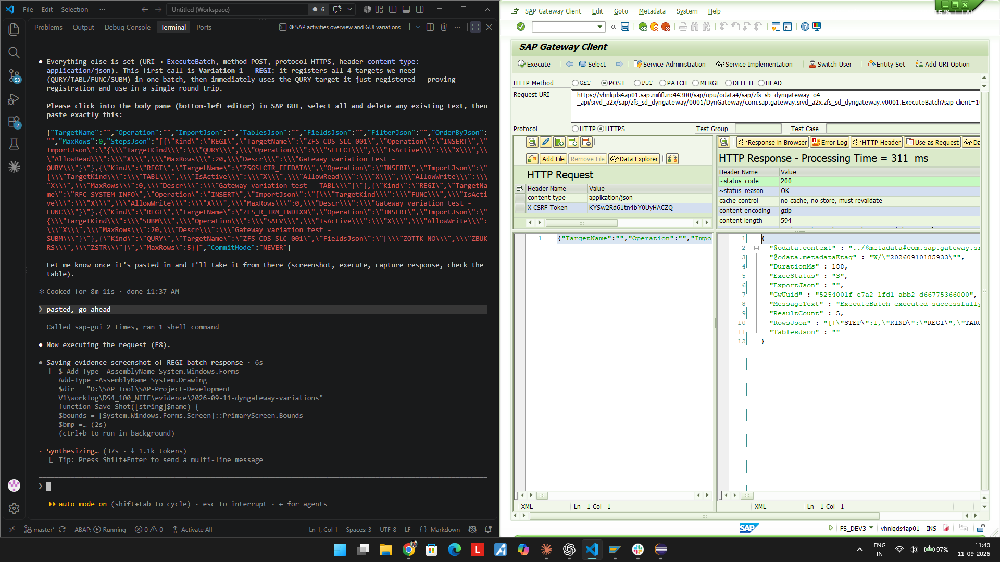 File Edit Selection ··· Untitled (Workspace) 6
Problems Output Debug Console Terminal Ports SAP activities overview and GUI variations
● Everything else is set (URI → ExecuteBatch, method POST, protocol HTTPS, header content-type:
application/json). This first call is Variation 1 — REGI: it registers all 4 targets we need
(QURY/TABL/FUNC/SUBM) in one batch, then immediately uses the QURY target it just registered — proving
registration and use in a single round trip.
Please click into the body pane (bottom-left editor) in SAP GUI, select all and delete any existing text, then
paste exactly this:
{"TargetName":"","Operation":"","ImportJson":"","TablesJson":"","FieldsJson":"","FilterJson":"","OrderByJson":
"","MaxRows":0,"StepsJson":"[{\"Kind\":\"REGI\",\"TargetName\":\"ZFS_CDS_SLC_001\",\"Operation\":\"INSERT\",\"
ImportJson\":\"{\\\"TargetKind\\\":\\\"QURY\\\",\\\"Operation\\\":\\\"SELECT\\\",\\\"IsActive\\\":\\\"X\\\",\\
\"AllowRead\\\":\\\"X\\\",\\\"MaxRows\\\":20,\\\"Descr\\\":\\\"Gateway variation test -
QURY\\\"}\"},{\"Kind\":\"REGI\",\"TargetName\":\"ZSGSLCTR_FEEDATA\",\"Operation\":\"INSERT\",\"ImportJson\":\"
{\\\"TargetKind\\\":\\\"TABL\\\",\\\"IsActive\\\":\\\"X\\\",\\\"AllowRead\\\":\\\"X\\\",\\\"AllowWrite\\\":\\\
"X\\\",\\\"MaxRows\\\":0,\\\"Descr\\\":\\\"Gateway variation test - TABL\\\"}\"},{\"Kind\":\"REGI\",\"TargetNa
me\":\"RFC_SYSTEM_INFO\",\"Operation\":\"INSERT\",\"ImportJson\":\"{\\\"TargetKind\\\":\\\"FUNC\\\",\\\"IsActi
ve\\\":\\\"X\\\",\\\"AllowWrite\\\":\\\"X\\\",\\\"MaxRows\\\":0,\\\"Descr\\\":\\\"Gateway variation test -
FUNC\\\"}\"},{\"Kind\":\"REGI\",\"TargetName\":\"ZFS_R_TRM_FWDTXN\",\"Operation\":\"INSERT\",\"ImportJson\":\"
{\\\"TargetKind\\\":\\\"SUBM\\\",\\\"Operation\\\":\\\"SALV\\\",\\\"IsActive\\\":\\\"X\\\",\\\"AllowWrite\\\":
\\\"X\\\",\\\"MaxRows\\\":20,\\\"Descr\\\":\\\"Gateway variation test -
SUBM\\\"}\"},{\"Kind\":\"QURY\",\"TargetName\":\"ZFS_CDS_SLC_001\",\"FieldsJson\":\"[\\\"ZOTTK_NO\\\",\\\"ZBUK
RS\\\",\\\"ZSTR\\\"]\",\"MaxRows\":5}]","CommitMode":"NEVER"}
Let me know once it's pasted in and I'll take it from there (screenshot, execute, capture response, check the
table).
✻ Cooked for 8m 11s · done 11:37 AM
❯ pasted, go ahead
Called sap-gui 2 times, ran 1 shell command
● Now executing the request (F8).
● Saving evidence screenshot of REGI batch response · 6s
$ Add-Type -AssemblyName System.Windows.Forms
Add-Type -AssemblyName System.Drawing
$dir = "D:\SAP Tool\SAP-Project-Development
V1\worklog\DS4_100_NIIF\evidence\2026-09-11-dyngateway-variations"
function Save-Shot([string]$name) {
$bounds = [System.Windows.Forms.Screen]::PrimaryScreen.Bounds
$bmp =… (2s)
(ctrl+b to run in background)
· Synthesizing… (37s · ↓ 1.1k tokens)
Tip: Press Shift+Enter to send a multi-line message
❯
auto mode on (shift+tab to cycle) · esc to interrupt · ← for agents
53
2
master* ABAP: Running 0 0 Activate All Ln 1, Col 1 Spaces: 3 UTF-8 LF { } Markdown
SAP Gateway Client Edit Goto Metadata System Help
SAP Gateway Client
Execute Select Service Administration Service Implementation Switch User Entity Set Add URI Option
HTTP Method GET POST PUT PATCH MERGE DELETE HEAD
Request URI https://vhnlqds4ap01.sap.niififl.in:44300/sap/opu/odata4/sap/zfs_sb_dyngateway_o4
_api/srvd_a2x/sap/zfs_sd_dyngateway/0001/DynGateway/com.sap.gateway.srvd_a2x.zfs_sd_dyngateway.v0001.ExecuteBatch?sap-client=10
Protocol HTTP HTTPS Test Group Test Case
Add File Remove File Data Explorer
HTTP Request
Header Name Value
content-type application/json
X-CSRF-Token KYSw2Rd61tn4bY0UyHACZQ==
1 {"TargetName":"","Operation":"","Impo
XML Ln 1 Col 1
Response in Browser Error Log HTTP Header Use as Request Da
HTTP Response - Processing Time = 311 ms
Header Name Value
~status_code 200
~status_reason OK
cache-control no-cache, no-store, must-revalidate
content-encoding gzip
content-length 594
1 {
2 "@odata.context" : "../$metadata#com.sap.gateway.sr
3 "@odata.metadataEtag" : "W/\"20260910185933\"",
4 "DurationMs" : 188,
5 "ExecStatus" : "S",
6 "ExportJson" : "",
7 "GwUuid" : "5254001f-e7a2-1fd1-abb2-d66775366000",
8 "MessageText" : "ExecuteBatch executed successfully
9 "ResultCount" : 5,
10 "RowsJson" : "[{\"STEP\":1,\"KIND\":\"REGI\",\"TARG
11 "TablesJson" : ""
12 }
XML Ln 1 Col 1
SAP FS_DEV3 vhnlqds4ap01 INS
ENG
IN
97%
11:40
11-09-2026